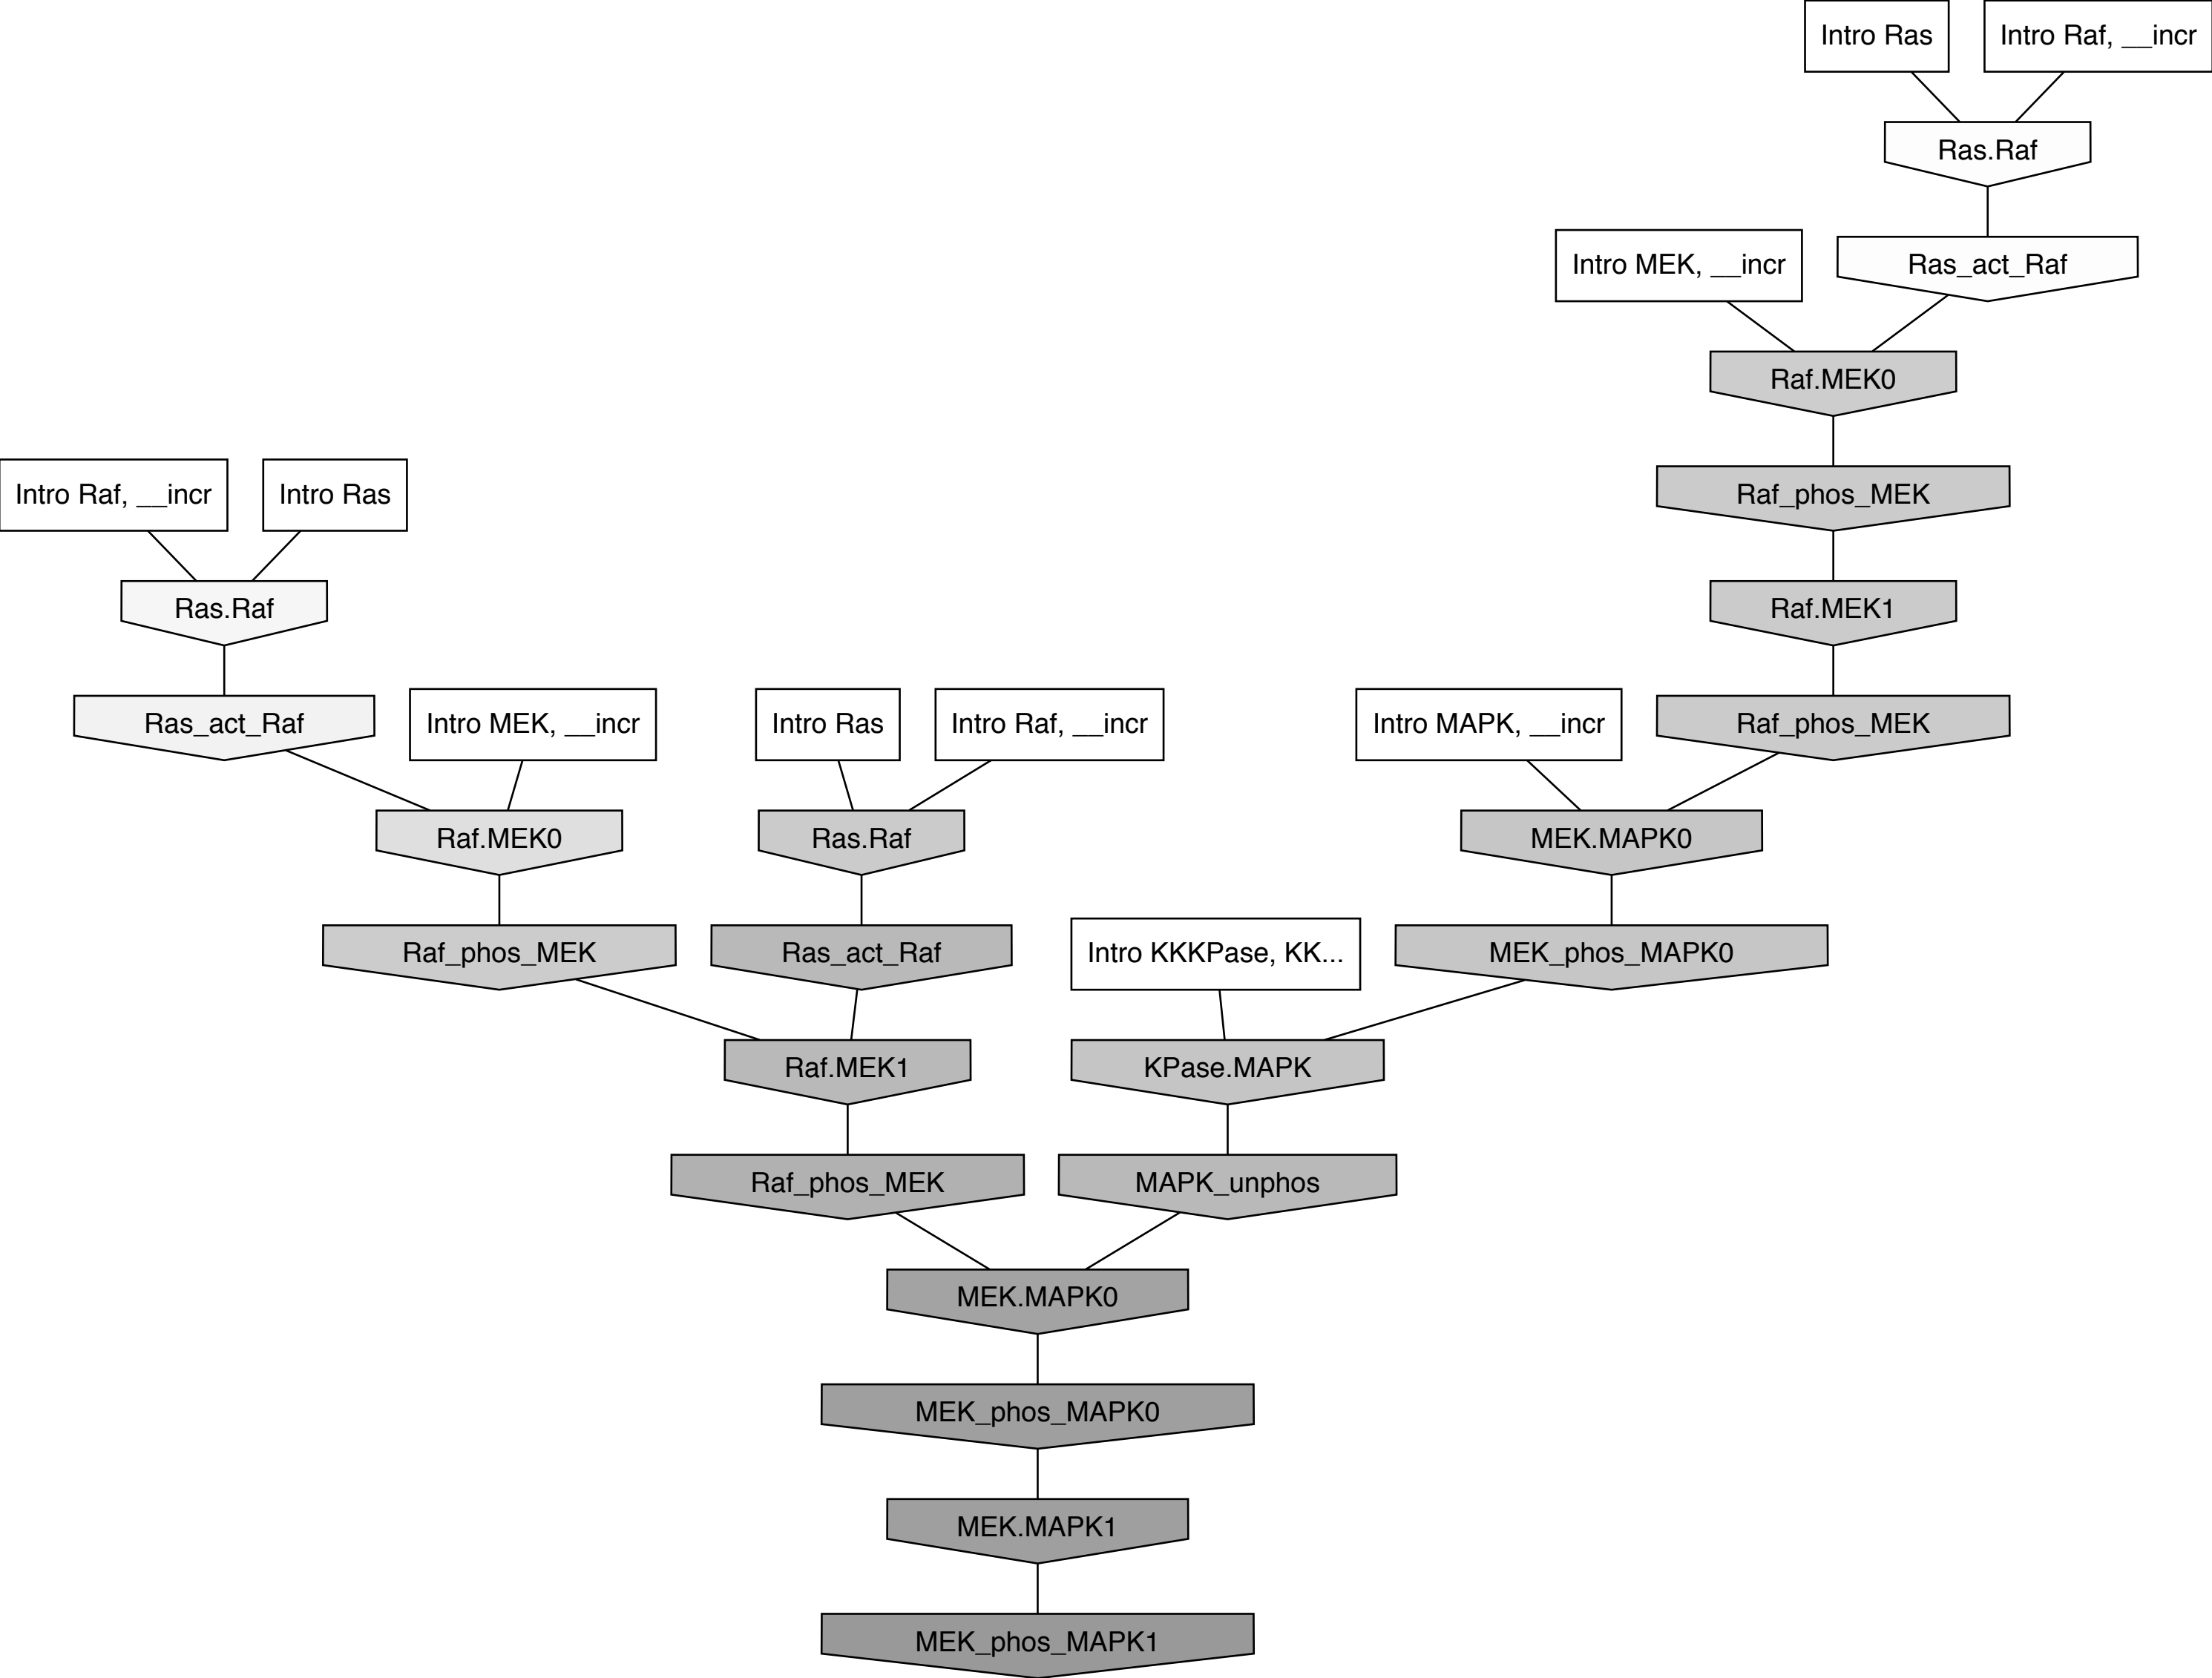 Intro Ras
Intro Raf, __incr
Ras.Raf
Intro MEK, __incr
Ras_act_Raf
Raf.MEK0
Intro Raf, __incr
Intro Ras
Raf_phos_MEK
Ras.Raf
Raf.MEK1
Ras_act_Raf
Intro MEK, __incr
Intro Ras
Intro Raf, __incr
Intro MAPK, __incr
Raf_phos_MEK
Raf.MEK0
Ras.Raf
MEK.MAPK0
Raf_phos_MEK
Ras_act_Raf
Intro KKKPase, KK...
MEK_phos_MAPK0
Raf.MEK1
KPase.MAPK
Raf_phos_MEK
MAPK_unphos
MEK.MAPK0
MEK_phos_MAPK0
MEK.MAPK1
MEK_phos_MAPK1